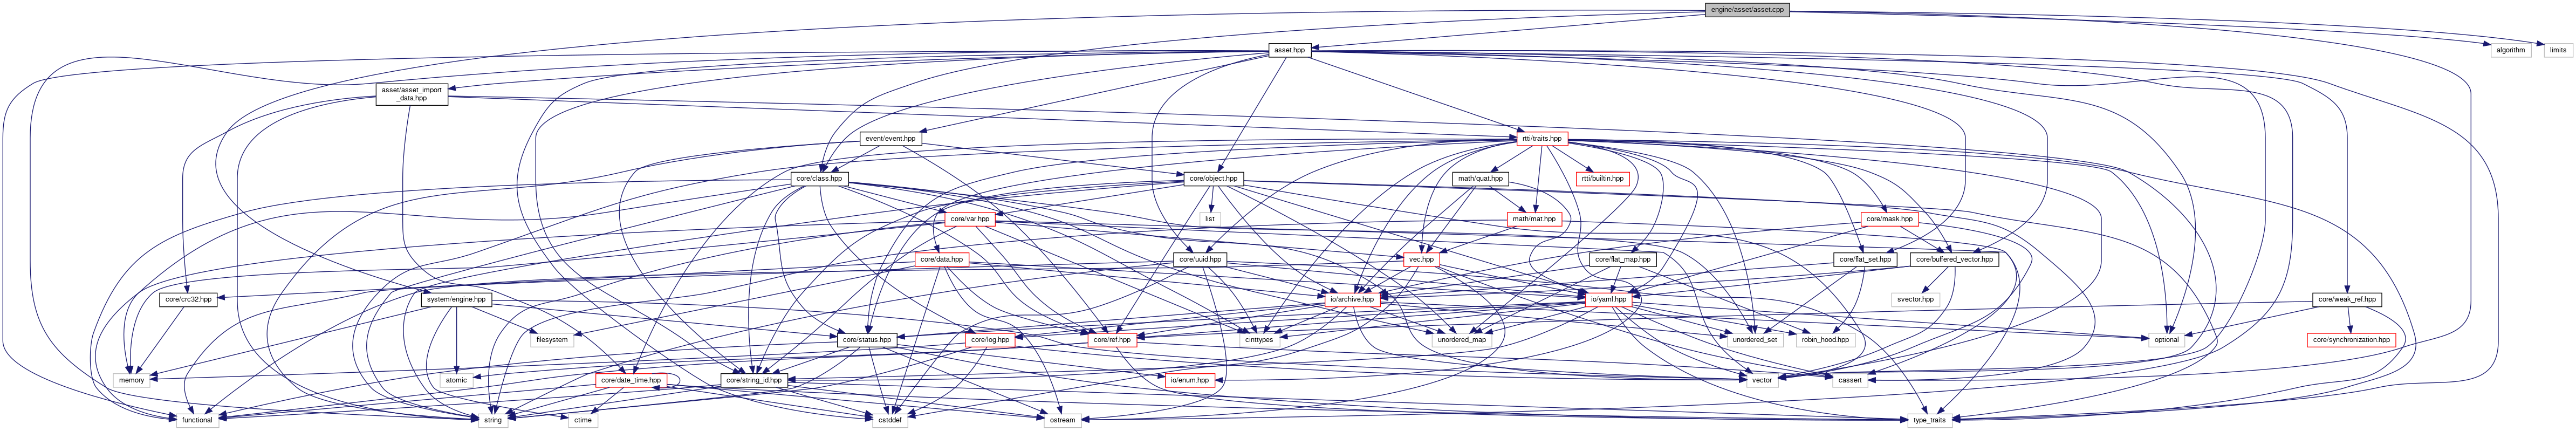 engine/asset/asset.cpp
asset.hpp
algorithm
limits
asset/asset_import
_data.hpp
event/event.hpp
rtti/traits.hpp
core/class.hpp
core/object.hpp
math/quat.hpp
rtti/builtin.hpp
core/var.hpp
list
math/mat.hpp
core/mask.hpp
core/data.hpp
core/uuid.hpp
vec.hpp
core/flat_map.hpp
core/flat_set.hpp
core/buffered_vector.hpp
core/crc32.hpp
system/engine.hpp
io/archive.hpp
io/yaml.hpp
svector.hpp
core/weak_ref.hpp
filesystem
core/status.hpp
core/log.hpp
core/ref.hpp
cinttypes
unordered_map
unordered_set
robin_hood.hpp
optional
core/synchronization.hpp
memory
atomic
core/date_time.hpp
core/string_id.hpp
io/enum.hpp
vector
cassert
functional
string
ctime
cstddef
ostream
type_traits